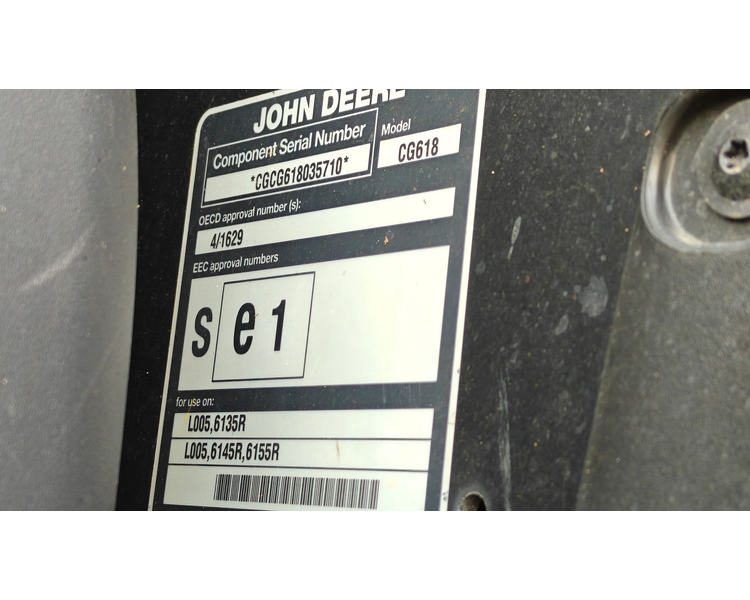 JOHN DEERE
Component Serial Number
Model
*CGCG618035710*
CG618
OECD approval number (s):
4/1629
EEC approval numbers
s e1
for use on:
L005,6135R
L005,6145R,6155R